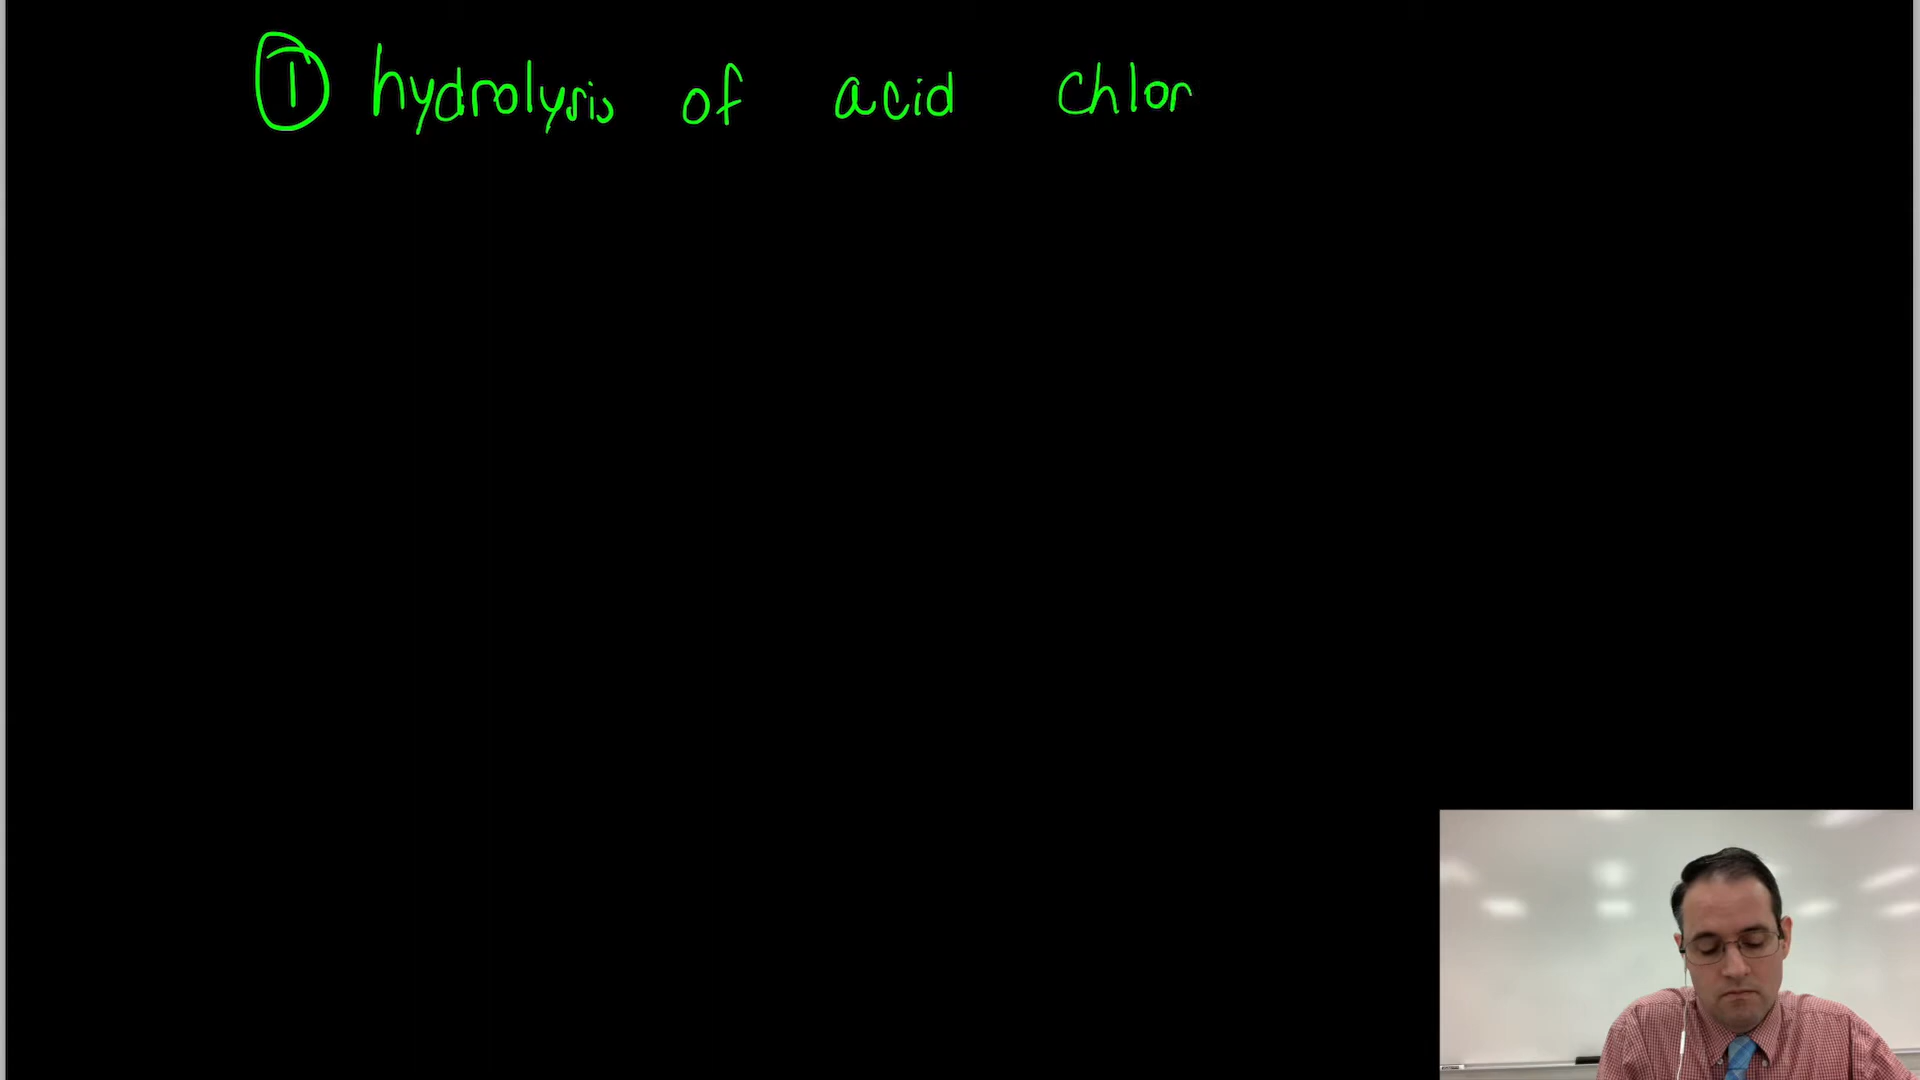 ① hydrolysis of acid chlor